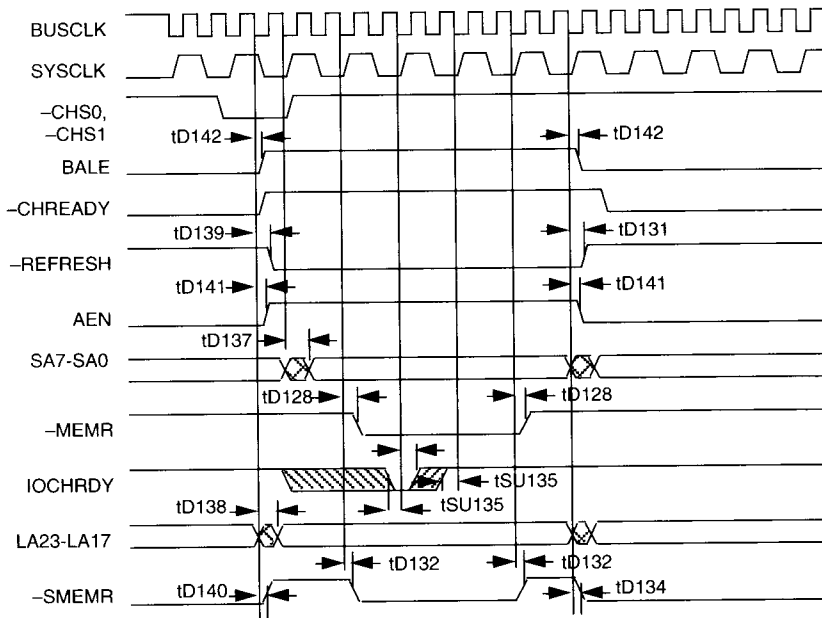 BUSCLK
SYSCLK
–CHS0,
–CHS1
tD142
tD142
BALE
–CHREADY
tD139
tD131
–REFRESH
tD141
tD141
AEN
tD137
SA7-SA0
tD128
tD128
–MEMR
IOCHRDY
tSU135
tSU135
tD138
LA23-LA17
tD132
tD132
tD140
tD134
–SMEMR